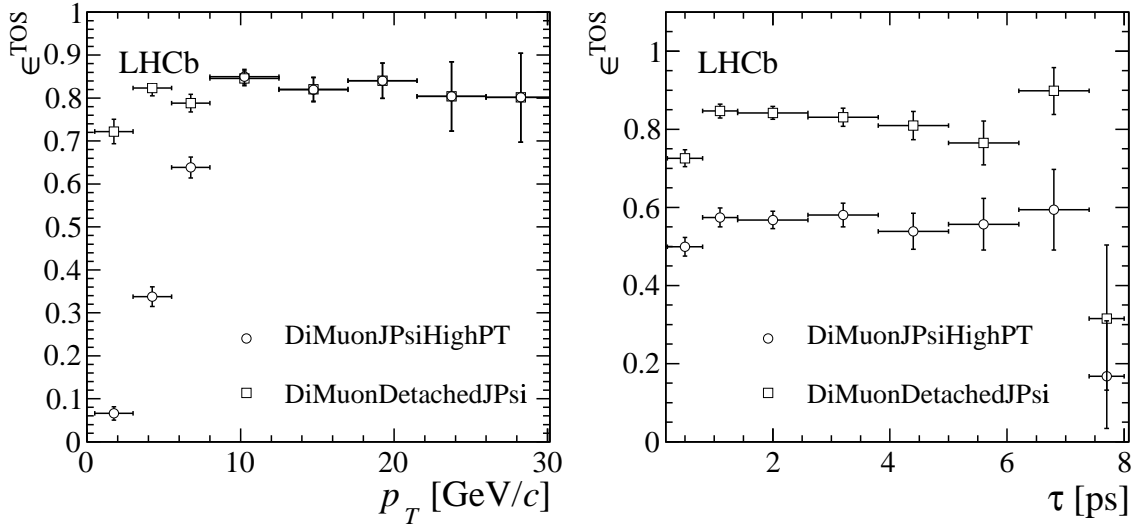 ϵ^TOS
1
0.9
0.8
0.7
0.6
0.5
0.4
0.3
0.2
0.1
0
LHCb
DiMuonJPsiHighPT
DiMuonDetachedJPsi
0 10 20 30
p_T [GeV/c]
ϵ^TOS
1
0.8
0.6
0.4
0.2
0
LHCb
DiMuonJPsiHighPT
DiMuonDetachedJPsi
2 4 6 8
τ [ps]